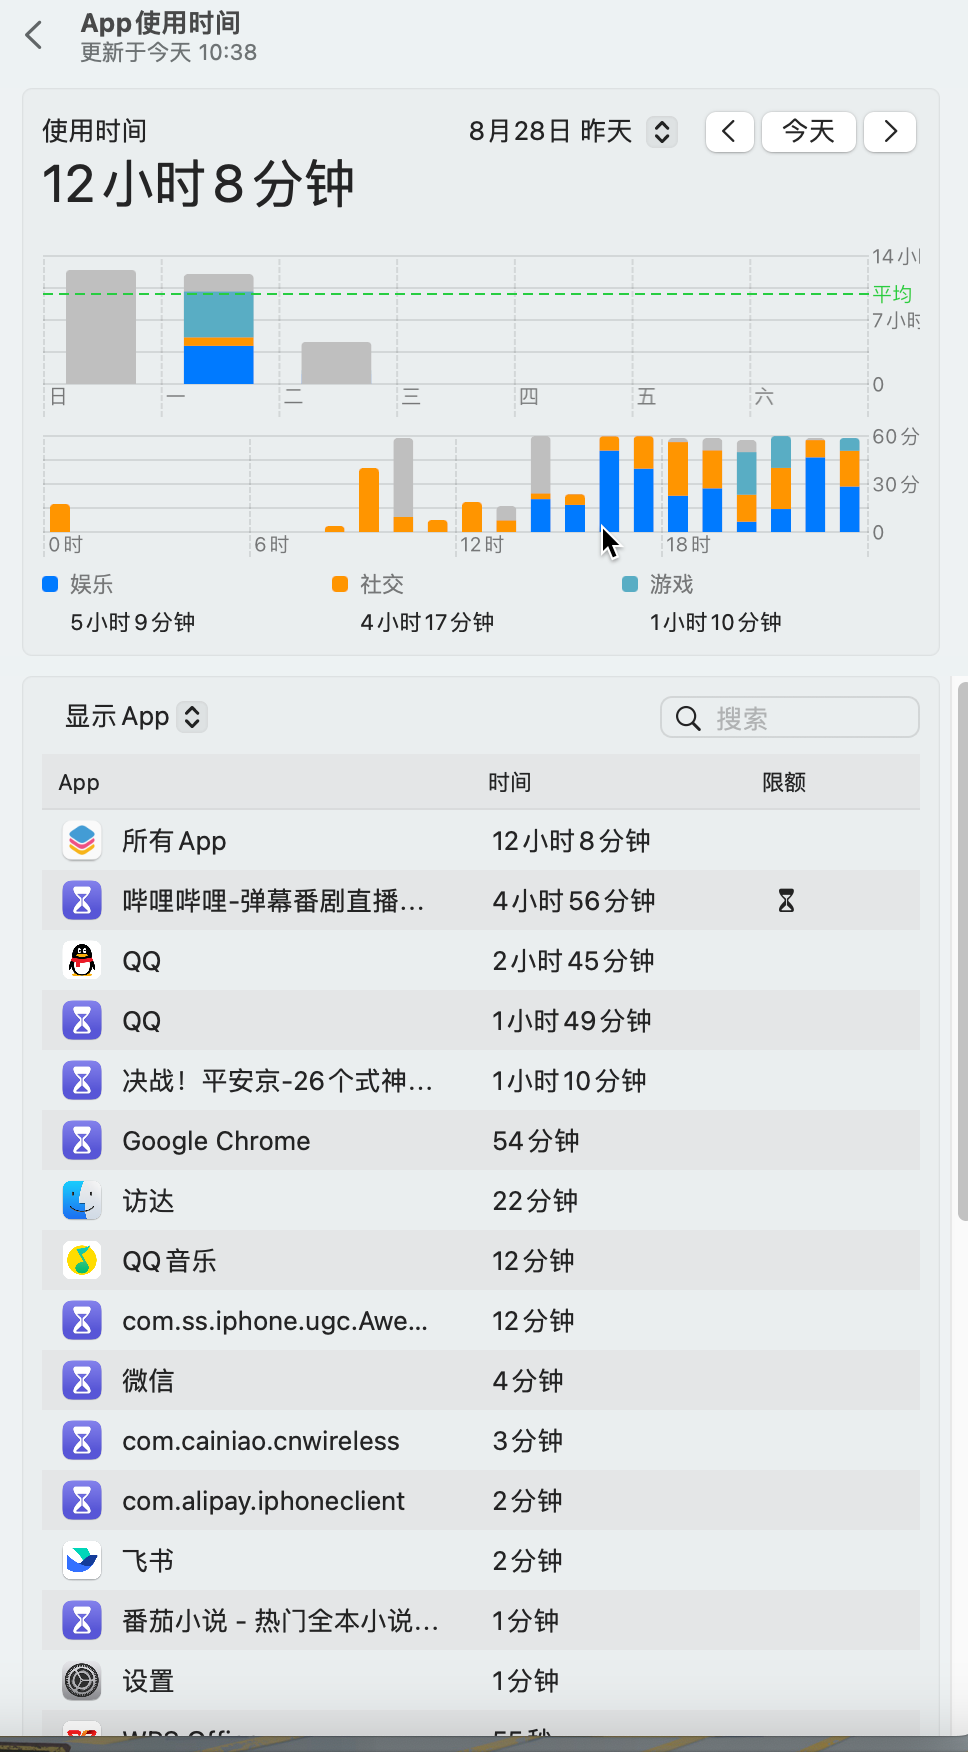 App使用时间
更新于今天 10:38
使用时间
8月28日 昨天
今天
12小时8分钟
14小
平均
7小时
0
日 一 二 三 四 五 六
60分
30分
0
0时 6时 12时 18时
娱乐 社交 游戏
5小时9分钟 4小时17分钟 1小时10分钟
显示App
搜索
App 时间 限额
所有App 12小时8分钟
哔哩哔哩-弹幕番剧直播... 4小时56分钟
QQ 2小时45分钟
QQ 1小时49分钟
决战！平安京-26个式神... 1小时10分钟
Google Chrome 54分钟
访达 22分钟
QQ音乐 12分钟
com.ss.iphone.ugc.Awe... 12分钟
微信 4分钟
com.cainiao.cnwireless 3分钟
com.alipay.iphoneclient 2分钟
飞书 2分钟
番茄小说 - 热门全本小说... 1分钟
设置 1分钟
WPS Office 55秒